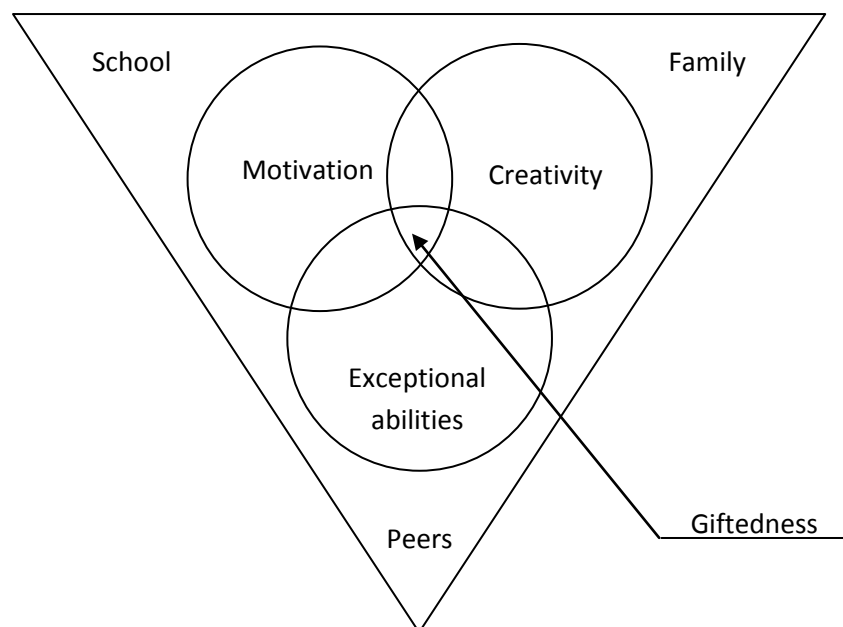 School
Family
Motivation
Creativity
Exceptional
abilities
Giftedness
Peers